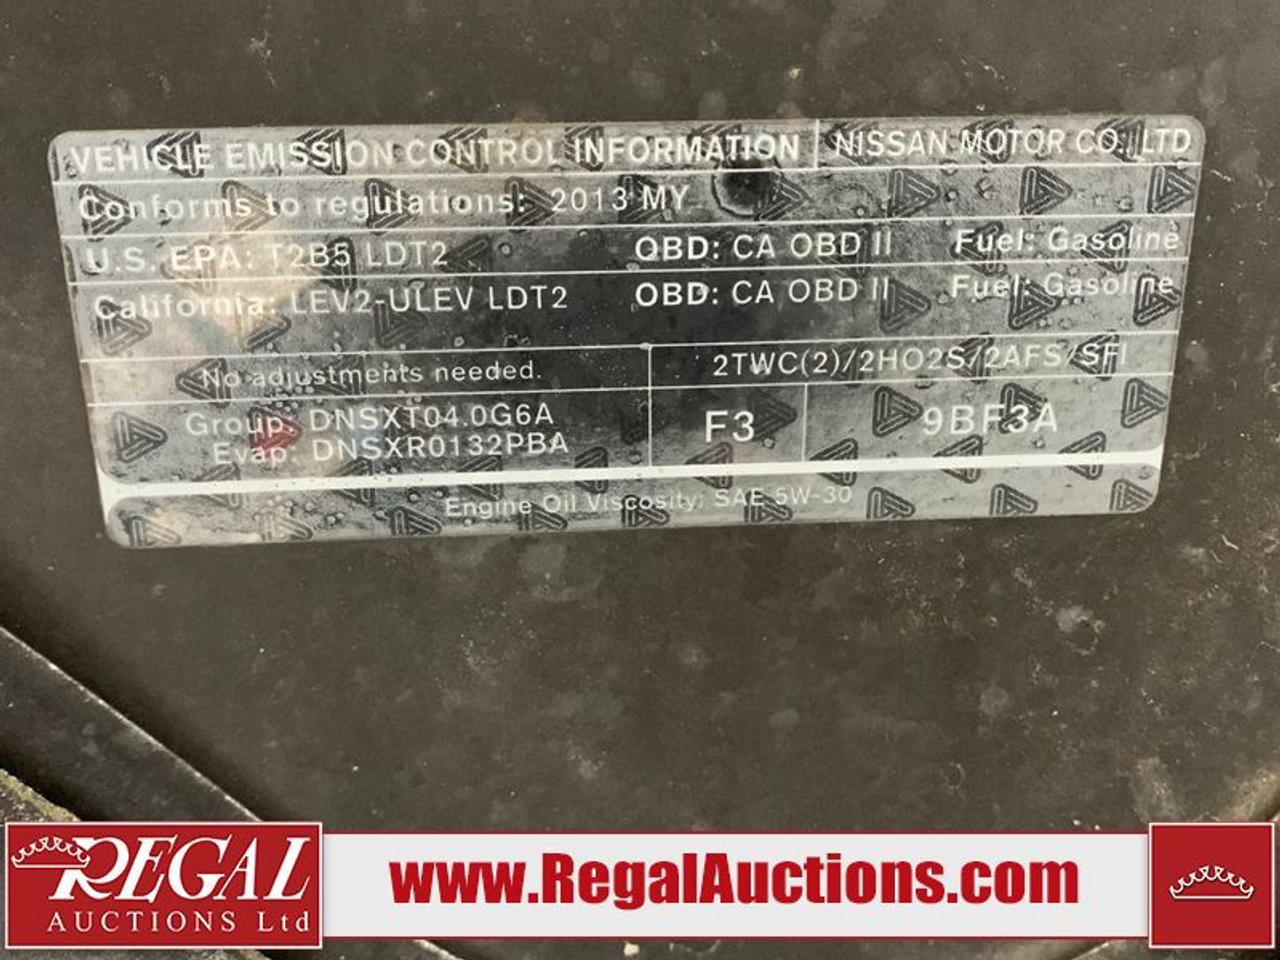 VEHICLE EMISSION CONTROL INFORMATION NISSAN MOTOR CO., LTD
Conforms to regulations: 2013 MY
U.S. EPA: T2B5 LDT2 OBD: CA OBD II Fuel: Gasoline
California: LEV2-ULEV LDT2 OBD: CA OBD II Fuel: Gasoline
No adjustments needed. 2TWC(2)/2HO2S/2AFS/SFI
Group: DNSXT04.0G6A F3 9BF3A
Evap: DNSXR0132PBA
Engine Oil Viscosity: SAE 5W-30
REGAL
AUCTIONS Ltd
www.RegalAuctions.com